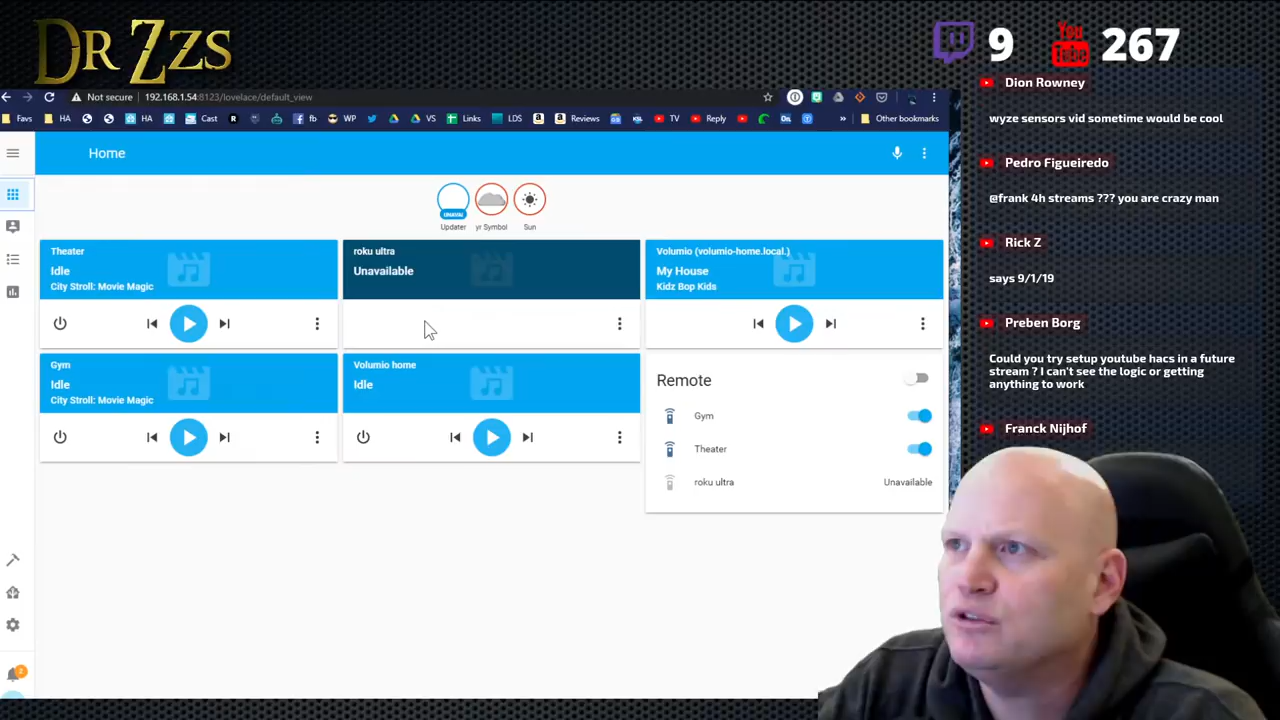 DR ZZS
9
You
Tube
267
Not secure
192.168.1.54:8123/lovelace/default_view
Favs
HA
HA
Cast
R
fb
WP
VS
Links
LDS
Reviews
TV
Reply
Other bookmarks
Home
Updater
yr Symbol
Sun
Theater
Idle
City Stroll: Movie Magic
roku ultra
Unavailable
Volumio (volumio-home.local.)
My House
Kidz Bop Kids
Gym
Idle
City Stroll: Movie Magic
Volumio home
Idle
Remote
Gym
Theater
roku ultra
Unavailable
2
Dion Rowney
wyze sensors vid sometime would be cool
Pedro Figueiredo
@frank 4h streams ??? you are crazy man
Rick Z
says 9/1/19
Preben Borg
Could you try setup youtube hacs in a future
stream ? I can't see the logic or getting
anything to work
Franck Nijhof